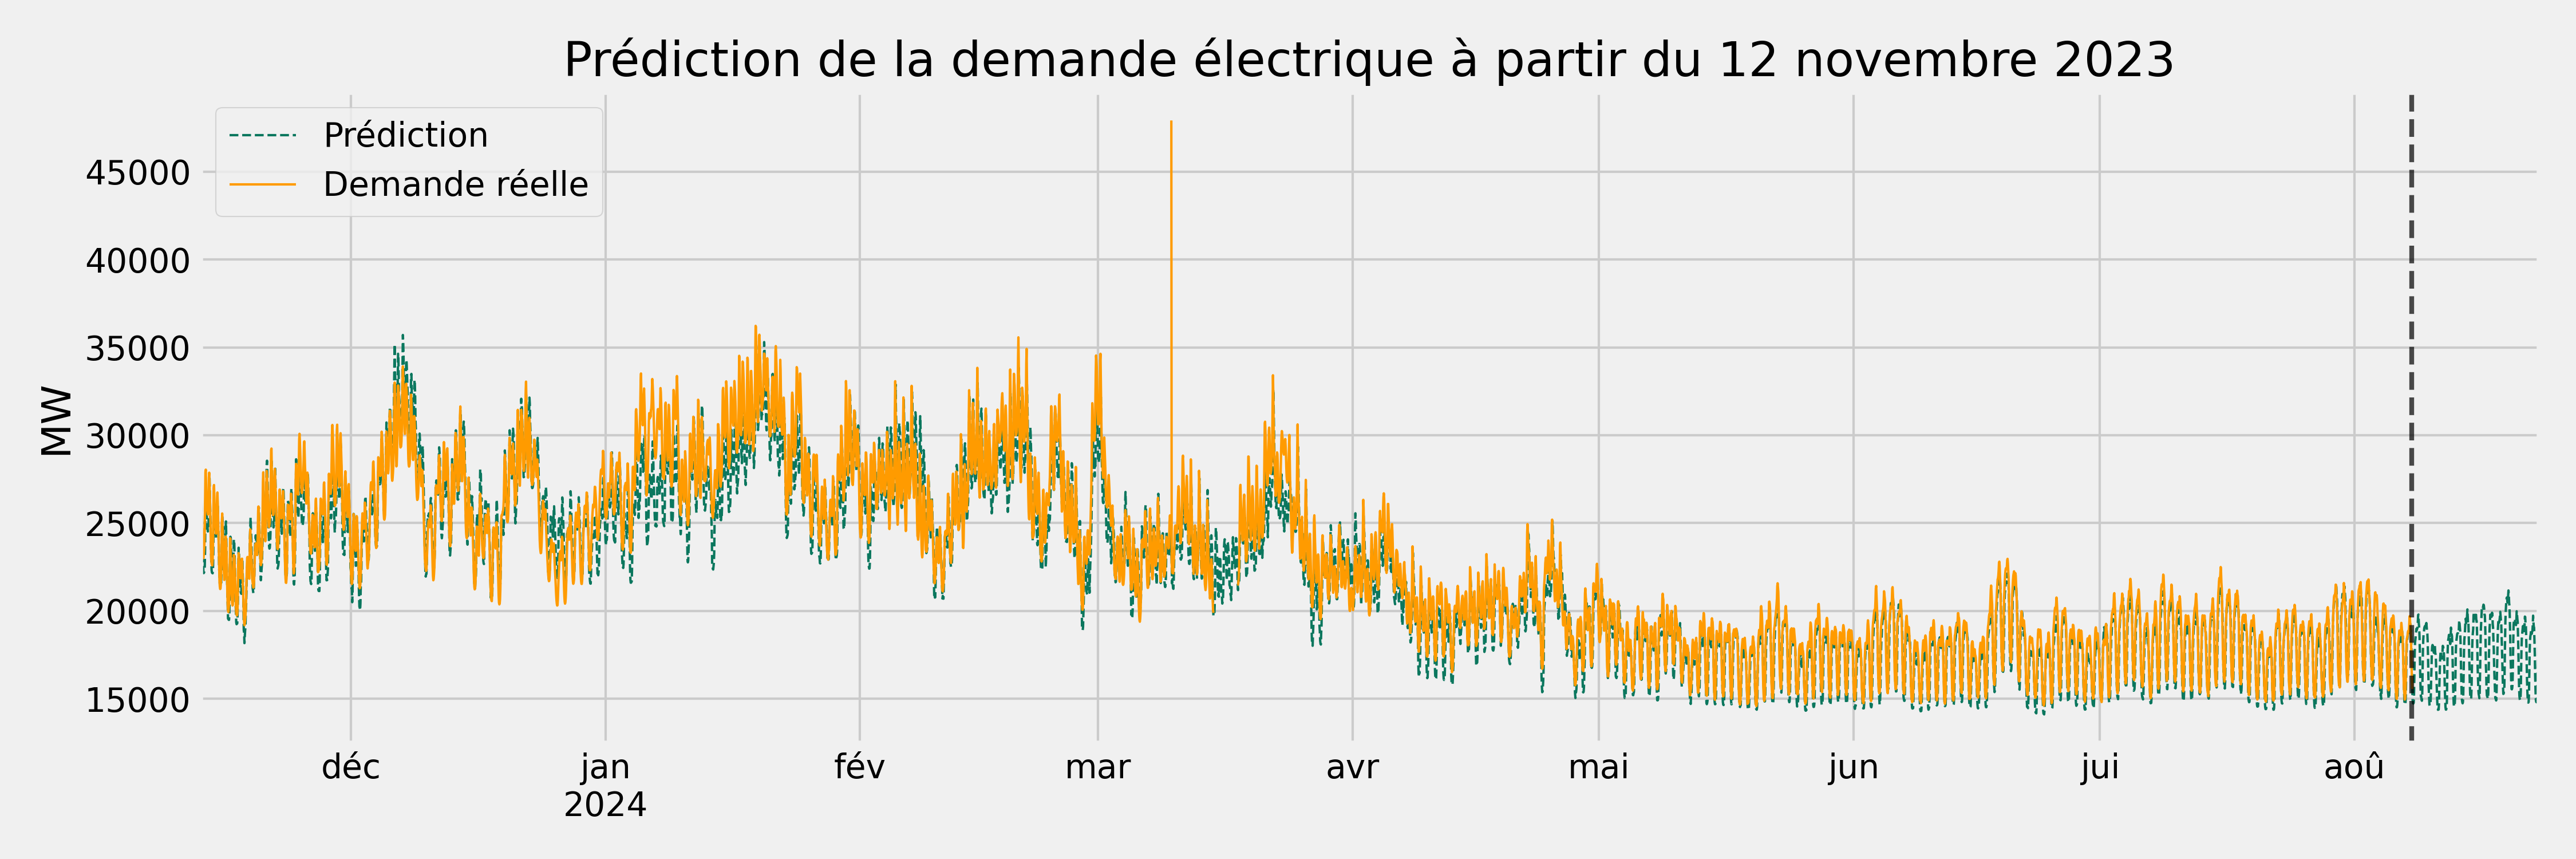 Prédiction de la demande électrique à partir du 12 novembre 2023
Prédiction
Demande réelle
45000
40000
35000
30000
25000
20000
15000
MW
déc jan fév mar avr mai jun jui aoû
2024